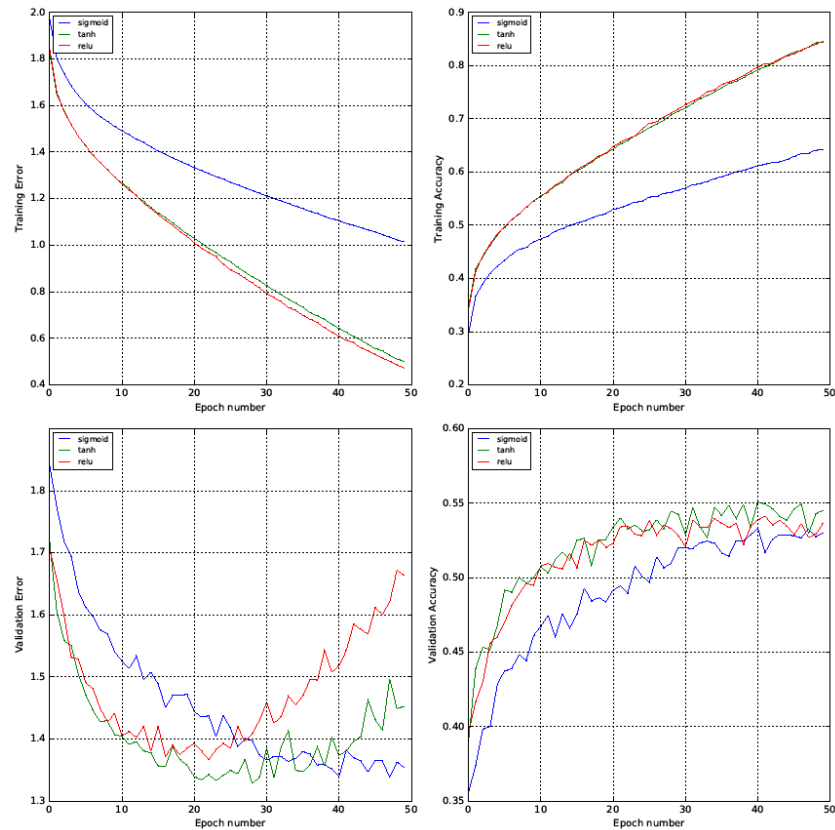 2.0
1.8
1.6
1.4
1.2
1.0
0.8
0.6
0.4
Training Error
sigmoid
tanh
relu
0 10 20 30 40 50
Epoch number
0.9
0.8
0.7
0.6
0.5
0.4
0.3
0.2
Training Accuracy
sigmoid
tanh
relu
0 10 20 30 40 50
Epoch number
1.8
1.7
1.6
1.5
1.4
1.3
Validation Error
sigmoid
tanh
relu
0 10 20 30 40 50
Epoch number
0.60
0.55
0.50
0.45
0.40
0.35
Validation Accuracy
sigmoid
tanh
relu
0 10 20 30 40 50
Epoch number